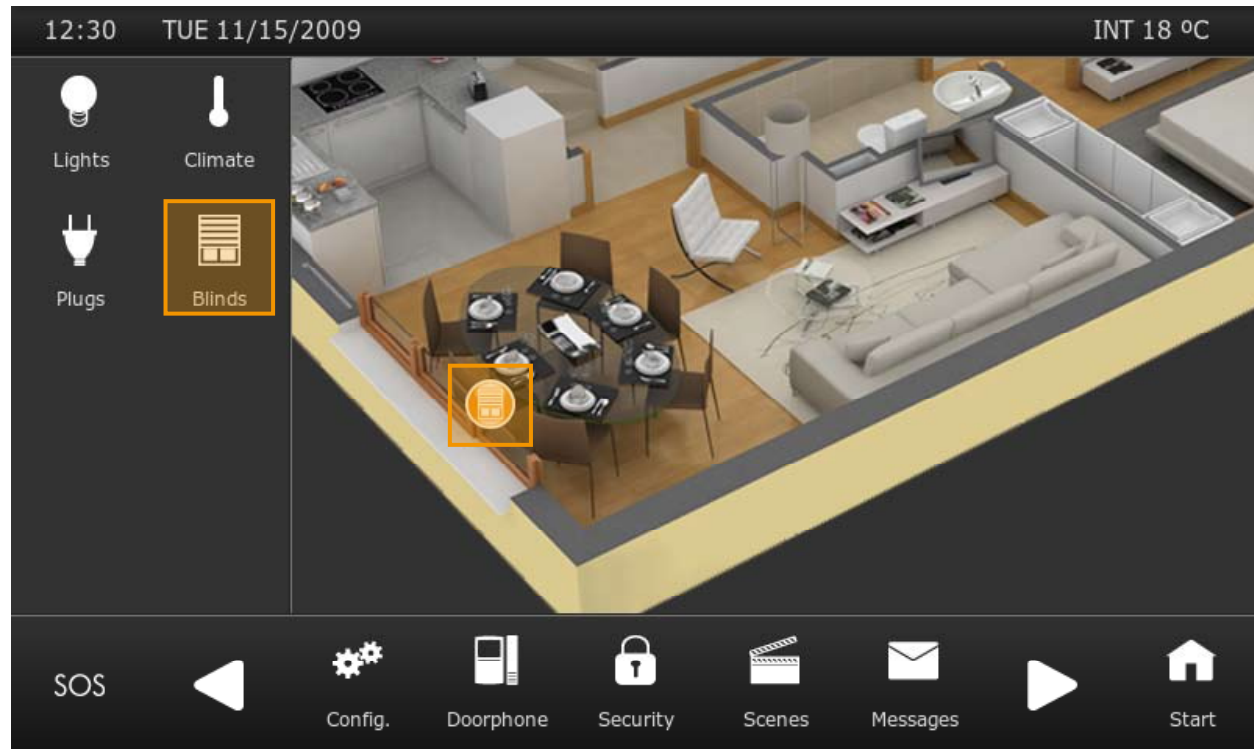 12:30 TUE 11/15/2009 INT 18 ºC
Lights Climate
Plugs Blinds
SOS Config. Doorphone Security Scenes Messages Start